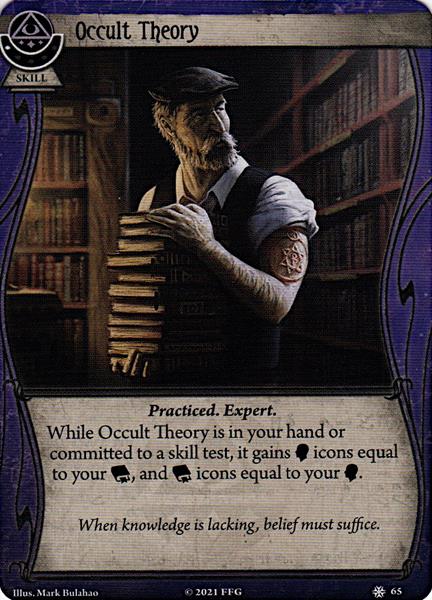 Occult Theory
SKILL
Practiced. Expert.
While Occult Theory is in your hand or
committed to a skill test, it gains icons equal
to your , and icons equal to your .
When knowledge is lacking, belief must suffice.
Illus. Mark Bulahao © 2021 FFG 65